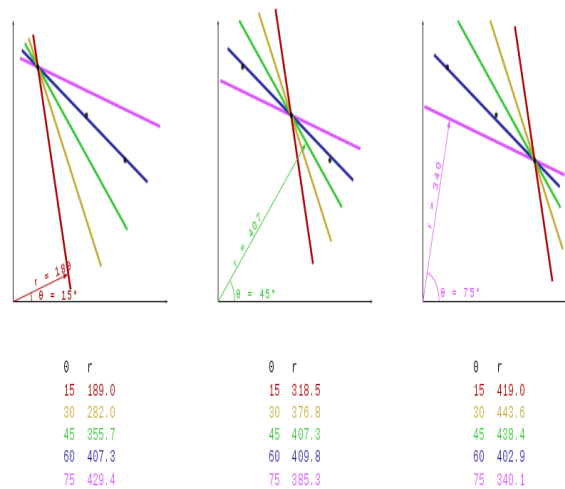 r = 189
θ = 15°
r = 407
θ = 45°
r = 340
θ = 75°
θ r
15 189.0
30 282.0
45 355.7
60 407.3
75 429.4
θ r
15 318.5
30 376.8
45 407.3
60 409.8
75 385.3
θ r
15 419.0
30 443.6
45 438.4
60 402.9
75 340.1